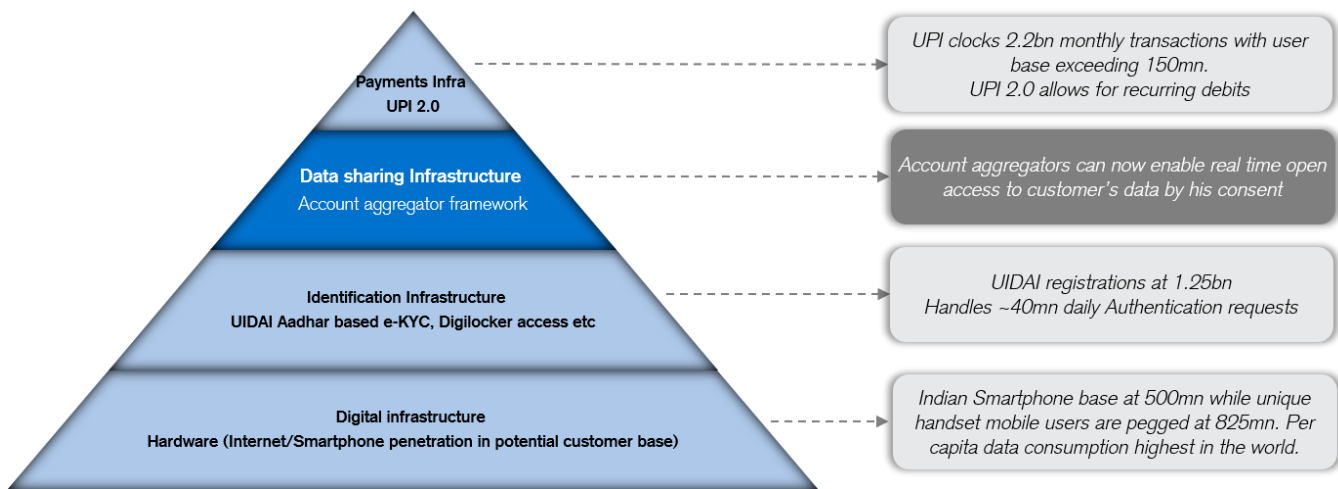 Payments Infra
UPI 2.0
UPI clocks 2.2bn monthly transactions with user
base exceeding 150mn.
UPI 2.0 allows for recurring debits
Data sharing Infrastructure
Account aggregator framework
Account aggregators can now enable real time open
access to customer's data by his consent
Identification Infrastructure
UIDAI Aadhar based e-KYC, Digilocker access etc
UIDAI registrations at 1.25bn
Handles ~40mn daily Authentication requests
Digital infrastructure
Hardware (Internet/Smartphone penetration in potential customer base)
Indian Smartphone base at 500mn while unique
handset mobile users are pegged at 825mn. Per
capita data consumption highest in the world.